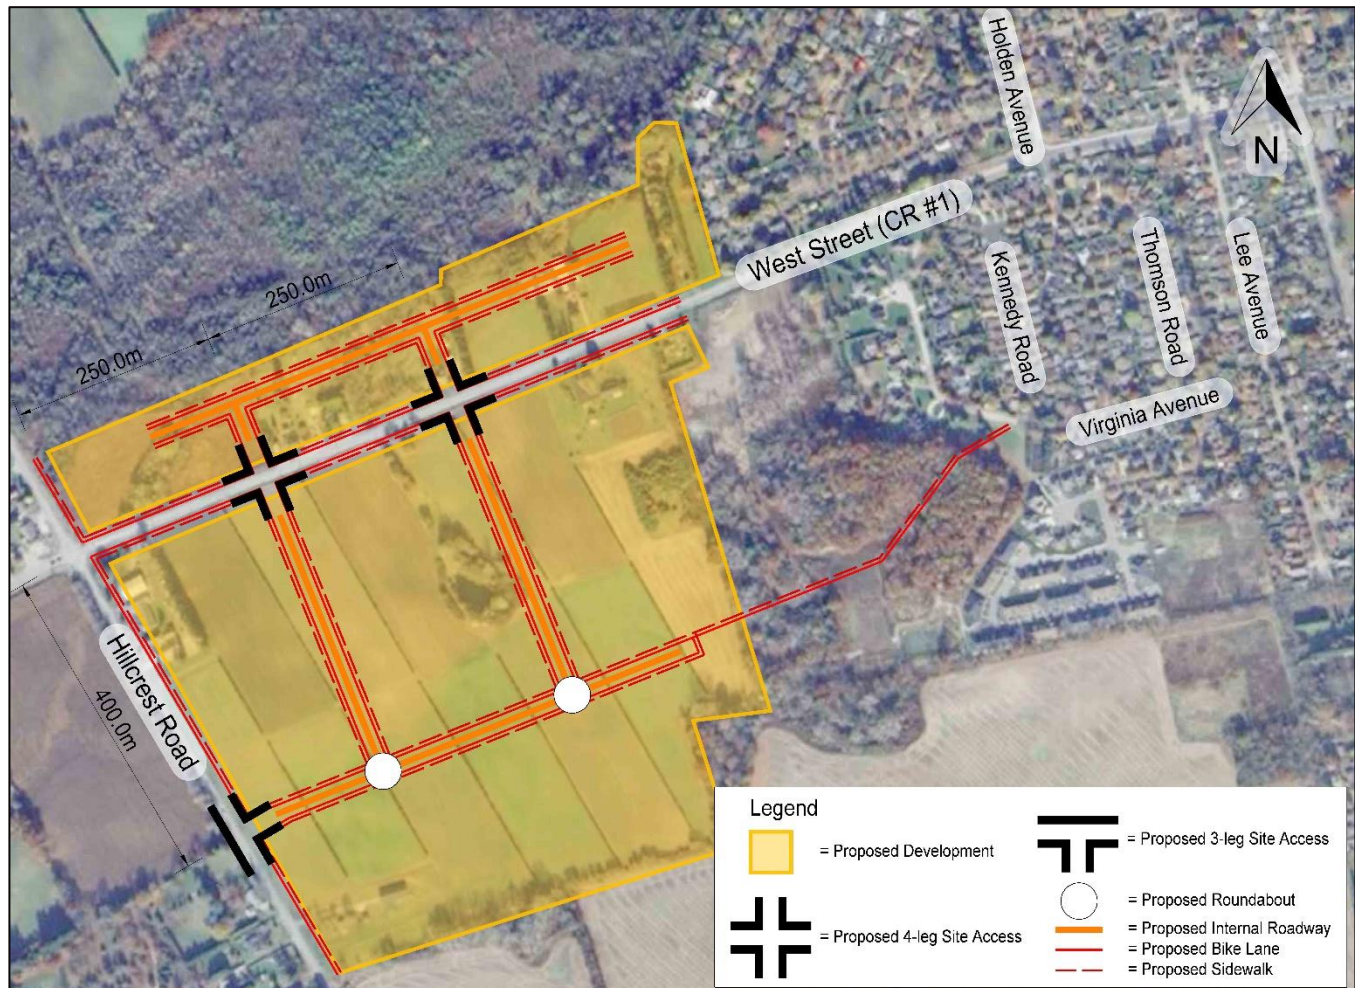 Holden Avenue
N
West Street (CR #1)
Kennedy Road
Thomson Road
Lee Avenue
Virginia Avenue
250.0m
250.0m
Hillcrest Road
400.0m
Legend
= Proposed Development
= Proposed 4-leg Site Access
= Proposed 3-leg Site Access
= Proposed Roundabout
= Proposed Internal Roadway
= Proposed Bike Lane
= Proposed Sidewalk